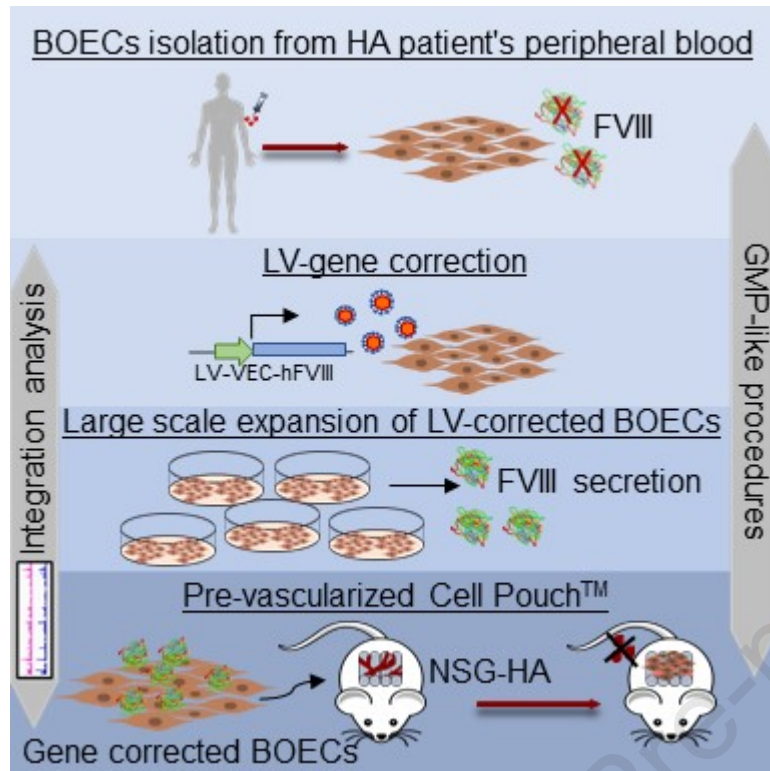 BOECs isolation from HA patient's peripheral blood
FVIII
LV-gene correction
LV-VEC-hFVIII
Large scale expansion of LV-corrected BOECs
FVIII secretion
Pre-vascularized Cell Pouch™
NSG-HA
Gene corrected BOECs
Integration analysis
GMP-like procedures